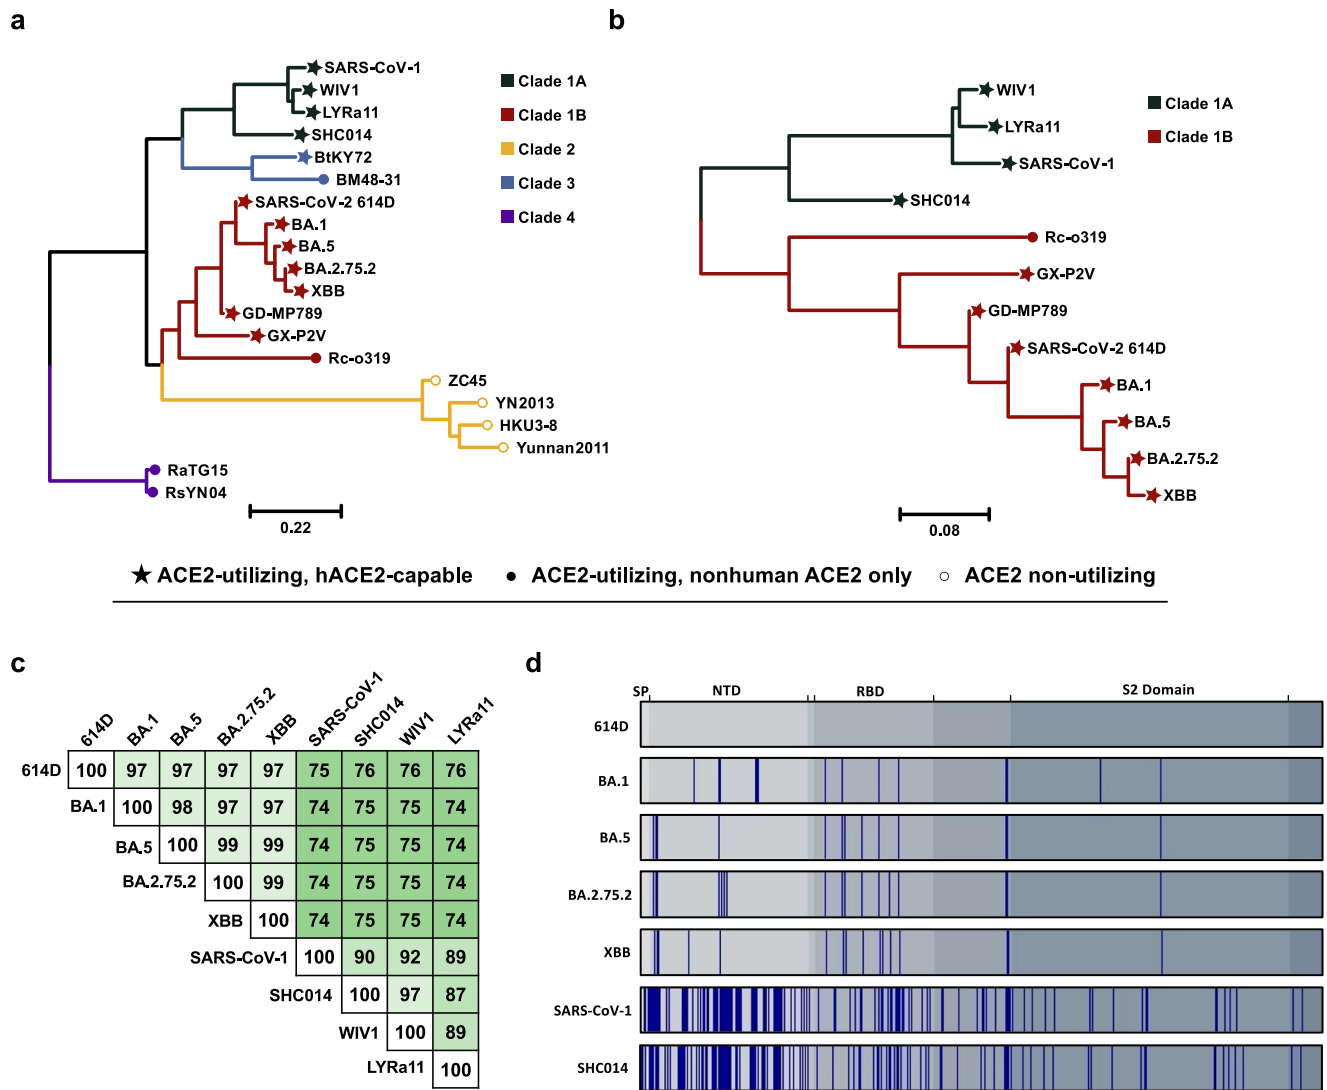 a
SARS-CoV-1
WIV1
LYRa11
SHC014
BtKY72
BM48-31
SARS-CoV-2 614D
BA.1
BA.5
BA.2.75.2
XBB
GD-MP789
GX-P2V
Rc-o319
ZC45
YN2013
HKU3-8
Yunnan2011
RaTG15
RsYN04
0.22
Clade 1A
Clade 1B
Clade 2
Clade 3
Clade 4
b
WIV1
LYRa11
SARS-CoV-1
SHC014
Rc-o319
GX-P2V
GD-MP789
SARS-CoV-2 614D
BA.1
BA.5
BA.2.75.2
XBB
0.08
Clade 1A
Clade 1B
ACE2-utilizing, hACE2-capable
ACE2-utilizing, nonhuman ACE2 only
ACE2 non-utilizing
c
614D BA.1 BA.5 BA.2.75.2 XBB SARS-CoV-1 SHC014 WIV1 LYRa11
614D 100 97 97 97 97 75 76 76 76
BA.1 100 98 97 97 74 75 75 74
BA.5 100 99 99 74 75 75 74
BA.2.75.2 100 99 74 75 75 74
XBB 100 74 75 75 74
SARS-CoV-1 100 90 92 89
SHC014 100 97 87
WIV1 100 89
LYRa11 100
d
SP NTD RBD S2 Domain
614D
BA.1
BA.5
BA.2.75.2
XBB
SARS-CoV-1
SHC014